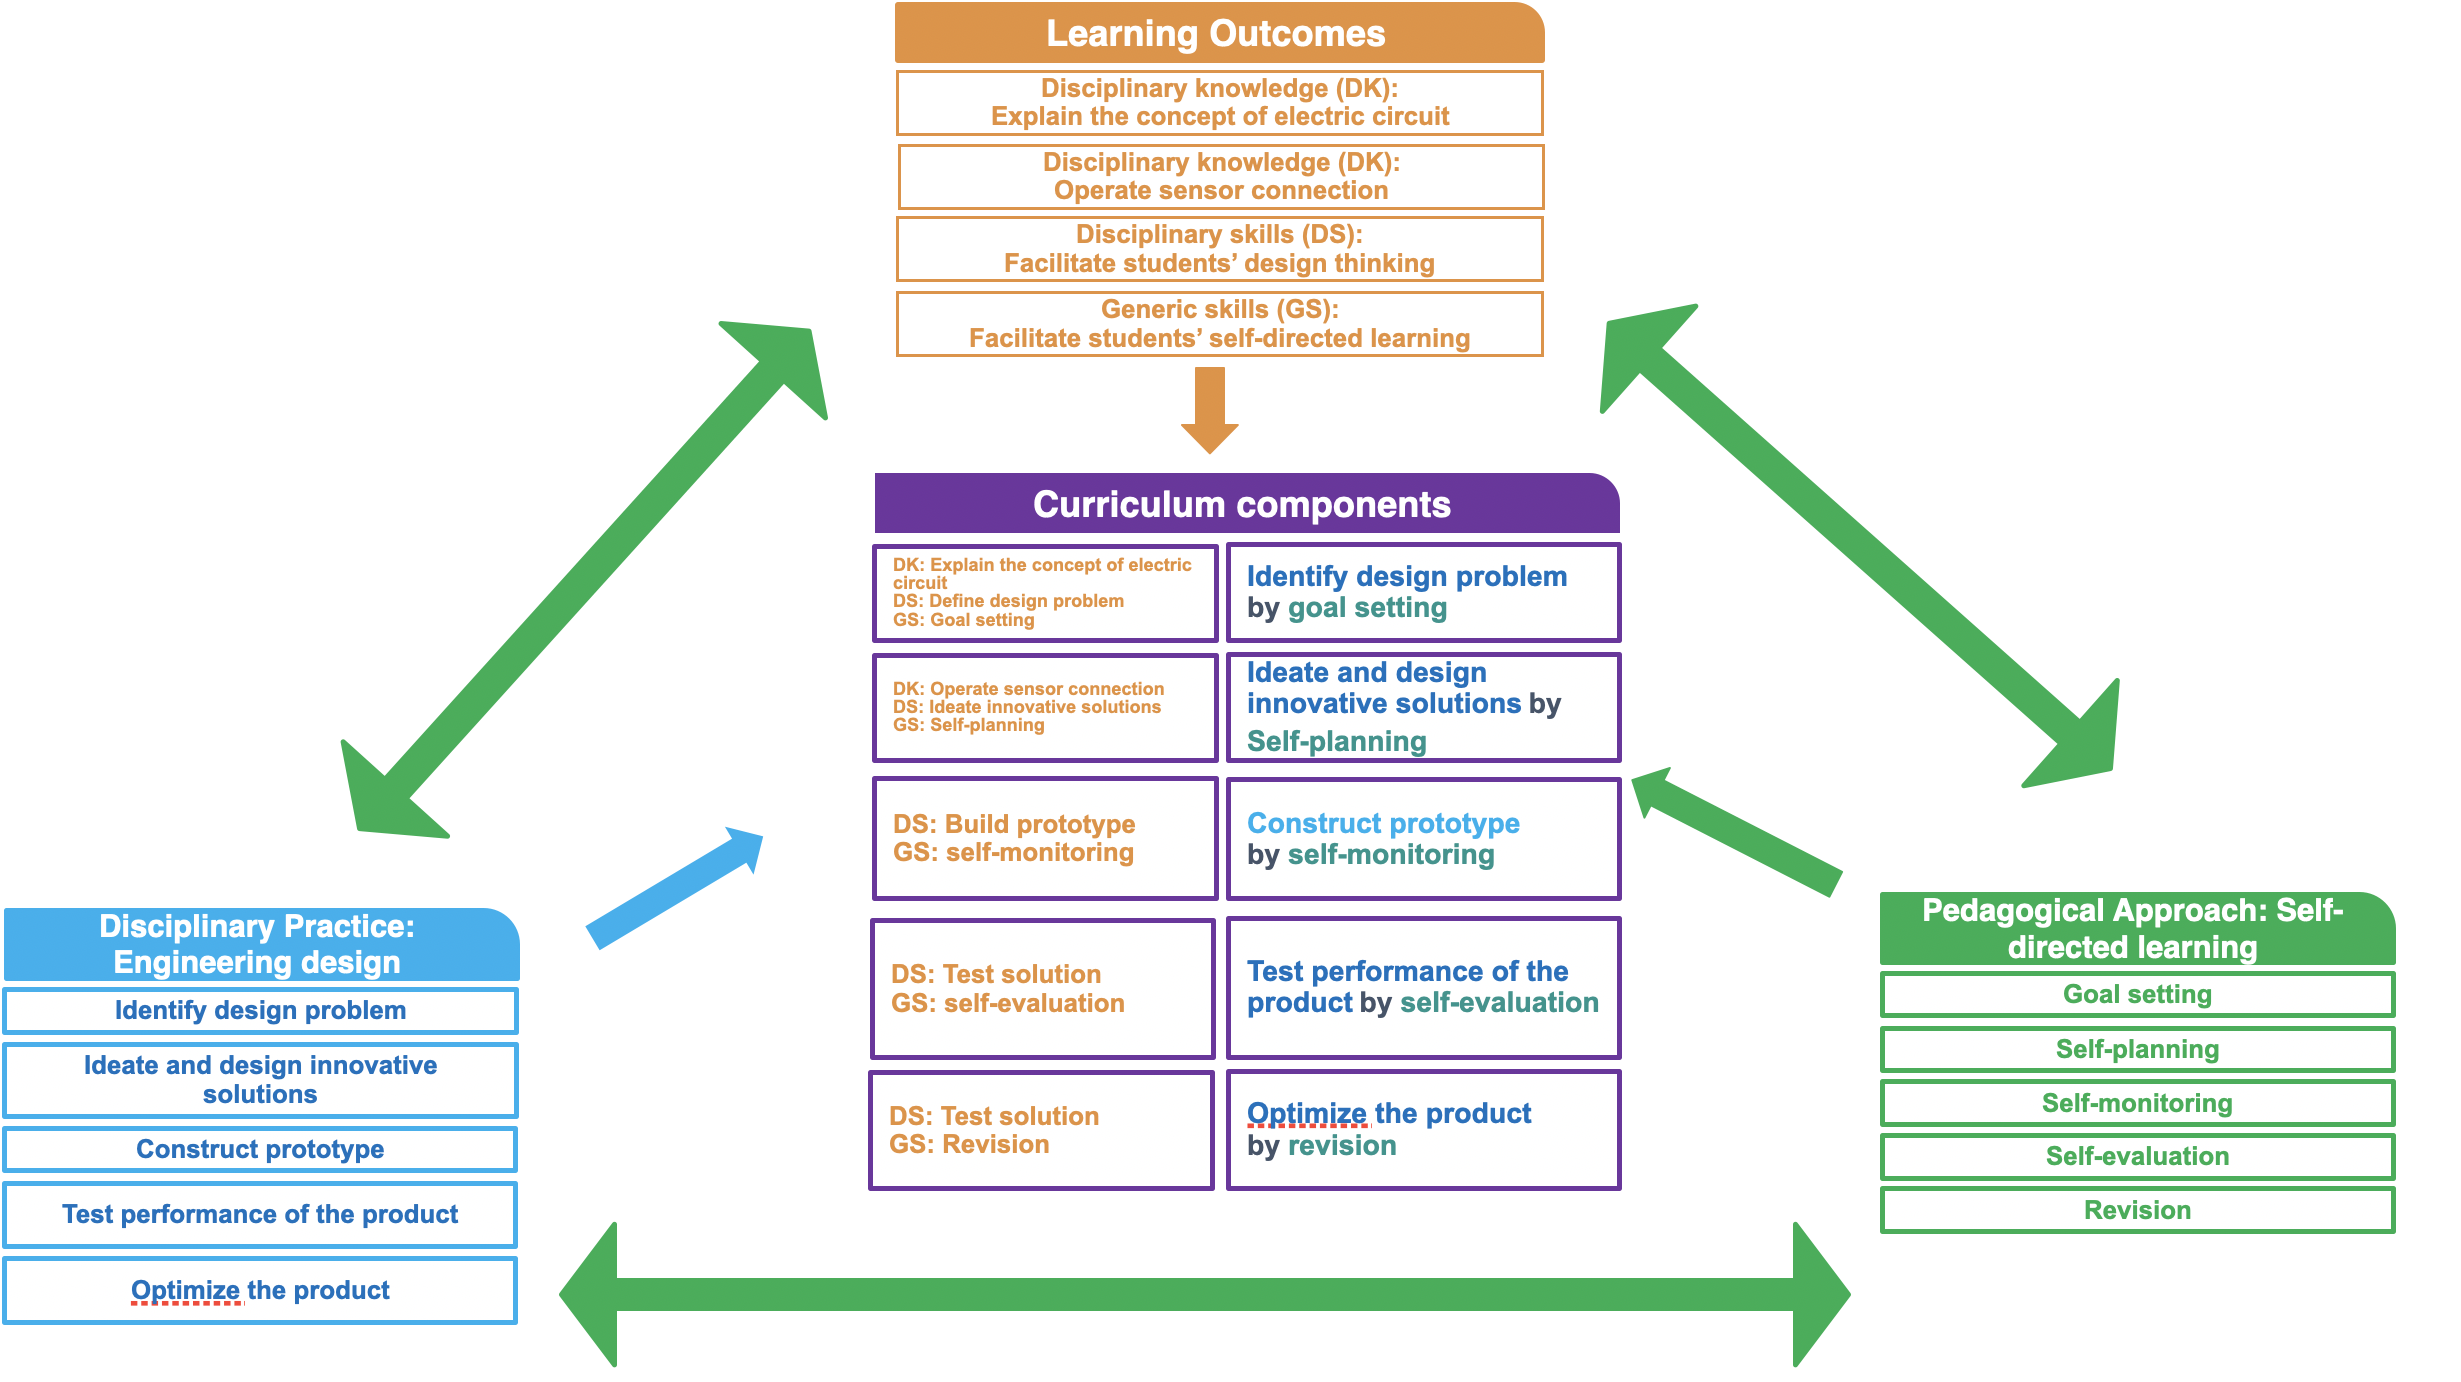 Learning Outcomes
Disciplinary knowledge (DK):
Explain the concept of electric circuit
Disciplinary knowledge (DK):
Operate sensor connection
Disciplinary skills (DS):
Facilitate students’ design thinking
Generic skills (GS):
Facilitate students’ self-directed learning
Curriculum components
DK: Explain the concept of electric
circuit
DS: Define design problem
GS: Goal setting
Identify design problem
by goal setting
DK: Operate sensor connection
DS: Ideate innovative solutions
GS: Self-planning
Ideate and design
innovative solutions by
Self-planning
DS: Build prototype
GS: self-monitoring
Construct prototype
by self-monitoring
DS: Test solution
GS: self-evaluation
Test performance of the
product by self-evaluation
DS: Test solution
GS: Revision
Optimize the product
by revision
Disciplinary Practice:
Engineering design
Identify design problem
Ideate and design innovative
solutions
Construct prototype
Test performance of the product
Optimize the product
Pedagogical Approach: Self-
directed learning
Goal setting
Self-planning
Self-monitoring
Self-evaluation
Revision